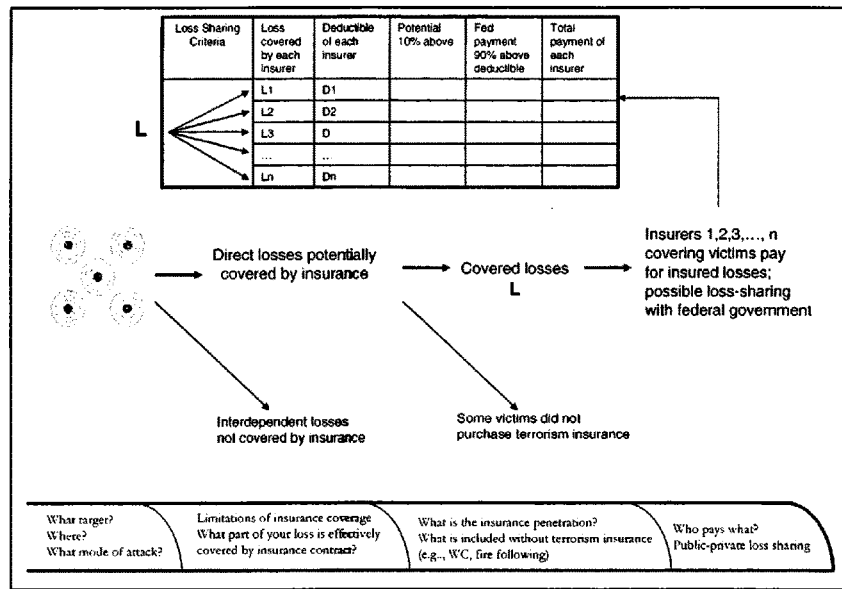 Loss Sharing
Criteria
Loss
covered
by each
insurer
Deductible
of each
insurer
Potential
10% above
Fed
payment
90% above
deductible
Total
payment of
each
insurer
L
L1 D1
L2 D2
L3 D
... ...
Ln Dn
Direct losses potentially
covered by insurance
Covered losses
L
Insurers 1,2,3,..., n
covering victims pay
for insured losses;
possible loss-sharing
with federal government
Interdependent losses
not covered by insurance
Some victims did not
purchase terrorism insurance
What target?
Where?
What mode of attack?
Limitations of insurance coverage
What part of your loss is effectively
covered by insurance contract?
What is the insurance penetration?
What is included without terrorism insurance
(e.g.., WC, fire following)
Who pays what?
Public-private loss sharing